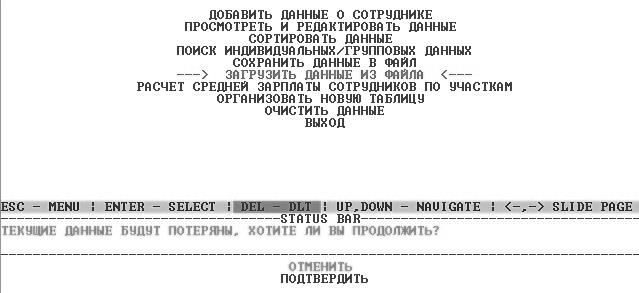 ДОБАВИТЬ ДАННЫЕ О СОТРУДНИКЕ
ПРОСМОТРЕТЬ И РЕДАКТИРОВАТЬ ДАННЫЕ
СОРТИРОВАТЬ ДАННЫЕ
ПОИСК ИНДИВИДУАЛЬНЫХ/ГРУППОВЫХ ДАННЫХ
СОХРАНИТЬ ДАННЫЕ В ФАЙЛ
---> ЗАГРУЗИТЬ ДАННЫЕ ИЗ ФАЙЛА <---
РАСЧЕТ СРЕДНЕЙ ЗАРПЛАТЫ СОТРУДНИКОВ ПО УЧАСТКАМ
ОРГАНИЗОВАТЬ НОВУЮ ТАБЛИЦУ
ОЧИСТИТЬ ДАННЫЕ
ВЫХОД
ESC - MENU | ENTER - SELECT | DEL - DLT | UP,DOWN - NAVIGATE | <-,-> SLIDE PAGE
STATUS BAR
ТЕКУЩИЕ ДАННЫЕ БУДУТ ПОТЕРЯНЫ, ХОТИТЕ ЛИ ВЫ ПРОДОЛЖИТЬ?
ОТМЕНИТЬ
ПОДТВЕРДИТЬ